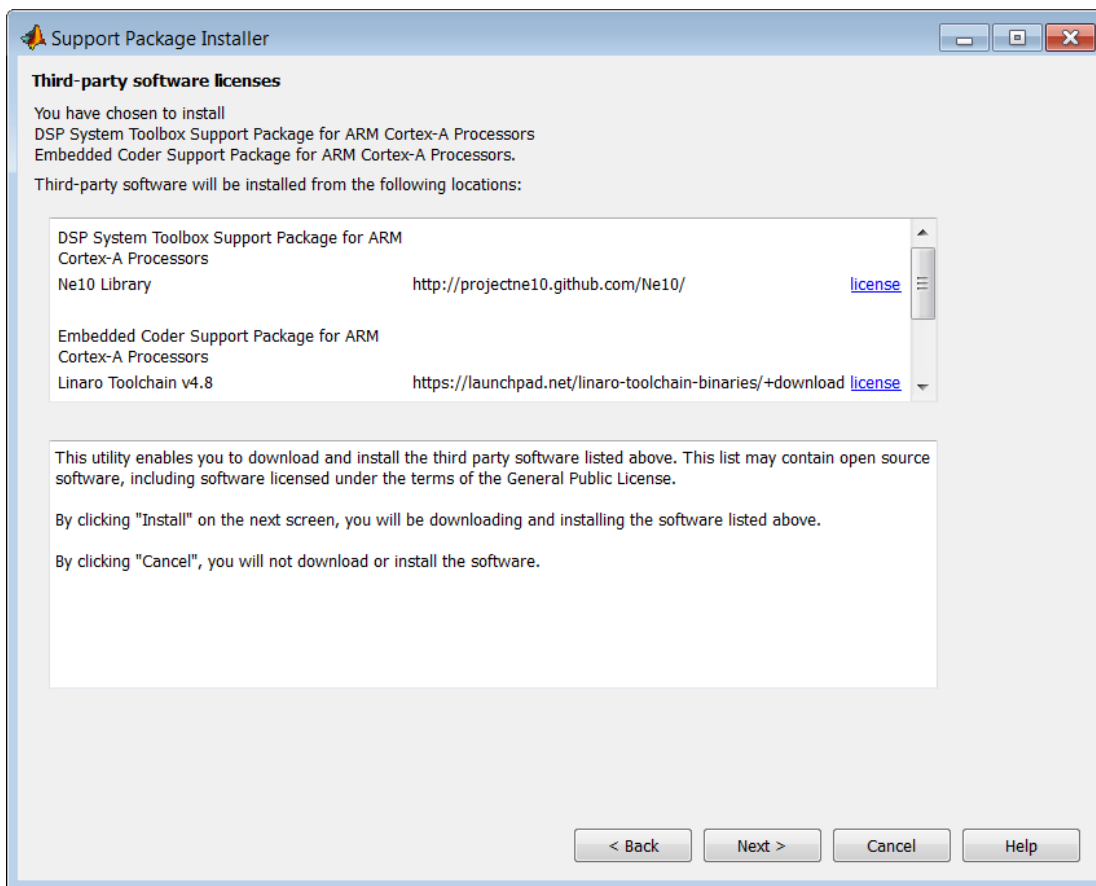 Support Package Installer
Third-party software licenses
You have chosen to install
DSP System Toolbox Support Package for ARM Cortex-A Processors
Embedded Coder Support Package for ARM Cortex-A Processors.
Third-party software will be installed from the following locations:
DSP System Toolbox Support Package for ARM
Cortex-A Processors
Ne10 Library http://projectne10.github.com/Ne10/ license
Embedded Coder Support Package for ARM
Cortex-A Processors
Linaro Toolchain v4.8 https://launchpad.net/linaro-toolchain-binaries/+download license
This utility enables you to download and install the third party software listed above. This list may contain open source
software, including software licensed under the terms of the General Public License.
By clicking "Install" on the next screen, you will be downloading and installing the software listed above.
By clicking "Cancel", you will not download or install the software.
< Back Next > Cancel Help